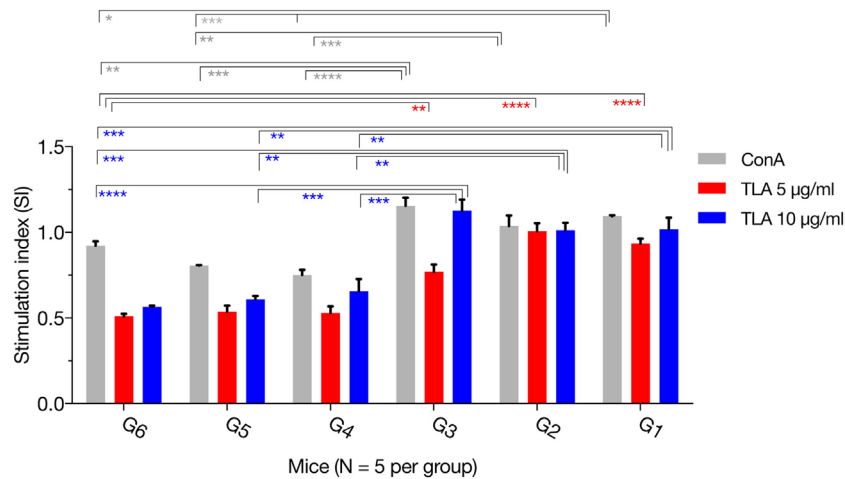 * ***
** ***
** *** ****
** **** ****
*** ** **
*** ** **
**** *** ***
1.5
1.0
0.5
0.0
Stimulation index (SI)
ConA
TLA 5 µg/ml
TLA 10 µg/ml
G6 G5 G4 G3 G2 G1
Mice (N = 5 per group)